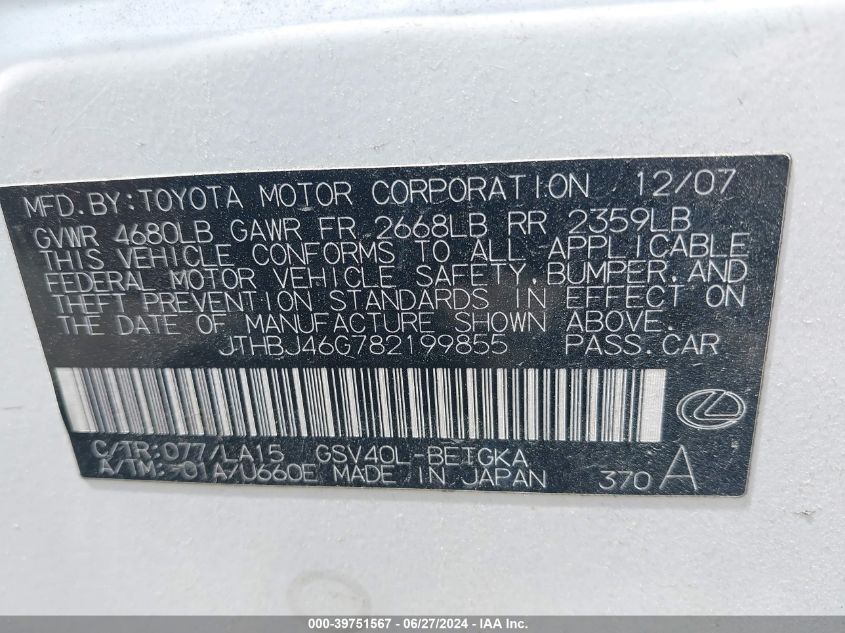 MFD.BY:TOYOTA MOTOR CORPORATION 12/07
GVWR 4680LB GAWR FR 2668LB RR 2359LB
THIS VEHICLE CONFORMS TO ALL APPLICABLE
FEDERAL MOTOR VEHICLE SAFETY,BUMPER,AND
THEFT PREVENTION STANDARDS IN EFFECT ON
THE DATE OF MANUFACTURE SHOWN ABOVE.
JTHBJ46G782199855 PASS.CAR
C/TR:077/LA15 GSV40L-BETGKA
A/TM:-01A/U660E MADE IN JAPAN 370 A
000-39751567 | 06/27/2024 - IAA Inc.